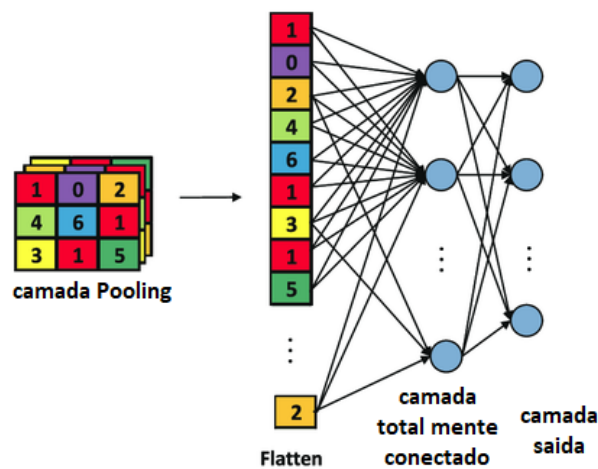 1 0 2
4 6 1
3 1 5
camada Pooling
1
0
2
4
6
1
3
1
5
2
Flatten
camada
total mente
conectado
camada
saida